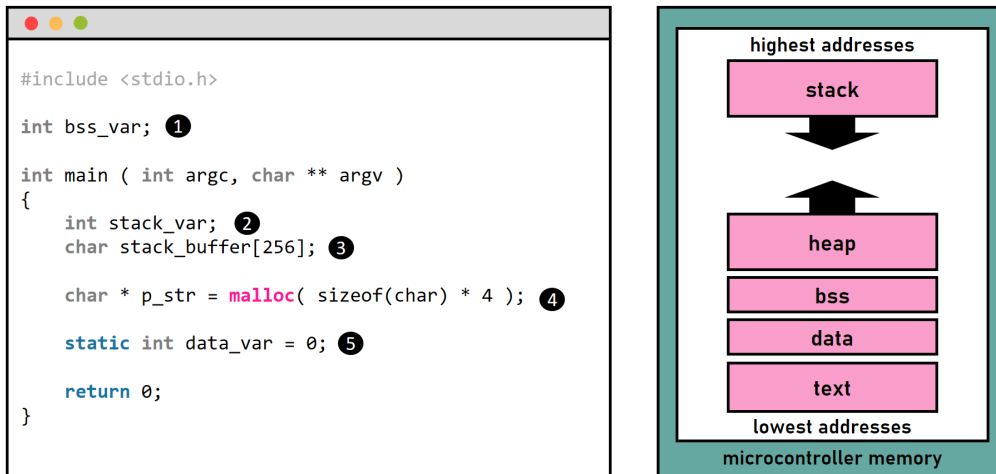 #include <stdio.h>
int bss_var; 1
int main ( int argc, char ** argv )
{
int stack_var; 2
char stack_buffer[256]; 3
char * p_str = malloc( sizeof(char) * 4 ); 4
static int data_var = 0; 5
return 0;
}
highest addresses
stack
heap
bss
data
text
lowest addresses
microcontroller memory